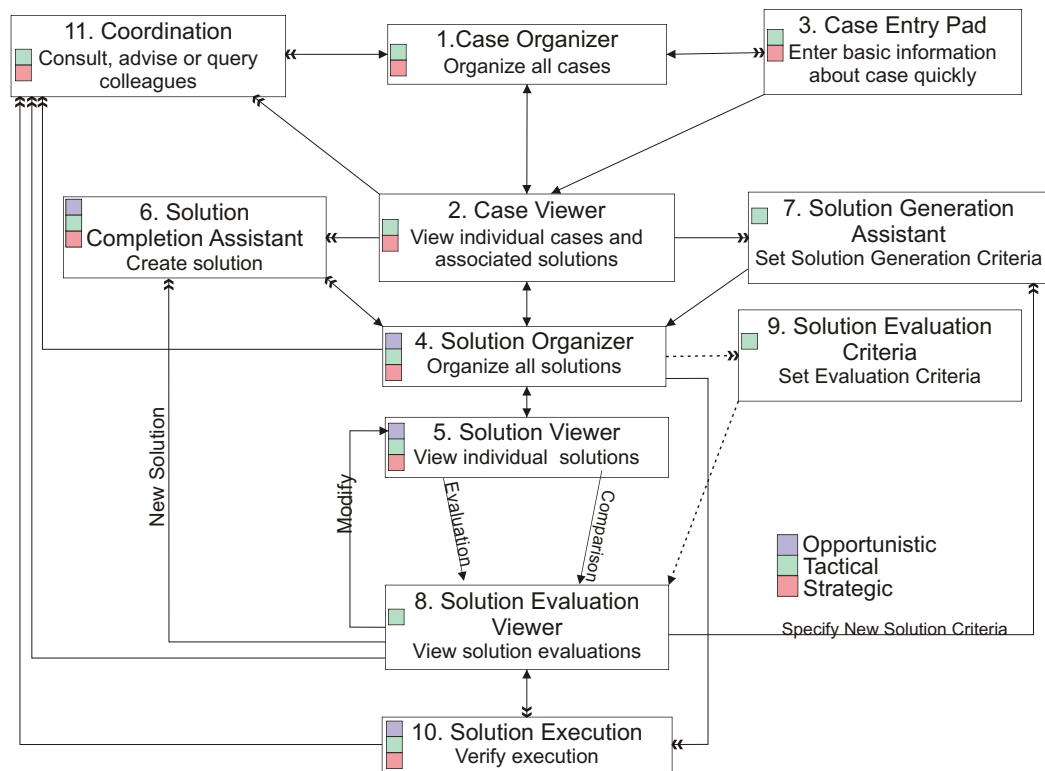 11. Coordination
Consult, advise or query
colleagues
1.Case Organizer
Organize all cases
3. Case Entry Pad
Enter basic information
about case quickly
6. Solution
Completion Assistant
Create solution
2. Case Viewer
View individual cases and
associated solutions
7. Solution Generation
Assistant
Set Solution Generation Criteria
4. Solution Organizer
Organize all solutions
9. Solution Evaluation
Criteria
Set Evaluation Criteria
5. Solution Viewer
View individual solutions
New Solution
Modify
Evaluation
Comparison
Opportunistic
Tactical
Strategic
8. Solution Evaluation
Viewer
View solution evaluations
Specify New Solution Criteria
10. Solution Execution
Verify execution